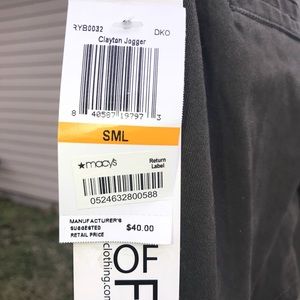 RYB0032 DKO
Clayton Jogger
8 40587 19797 3
SML
★macy's
Return
Label
0524632800588
MANUFACTURER'S
SUGGESTED
RETAIL PRICE $40.00
OF
clothing.com